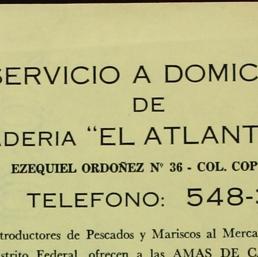 SERVICIO A DOMIC
DE
ADERIA "EL ATLANT
EZEQUIEL ORDOÑEZ Nº 36 - COL. COP
TELEFONO: 548-
troductores de Pescados y Mariscos al Merca
istrito Federal, ofrecen a las AMAS DE CA